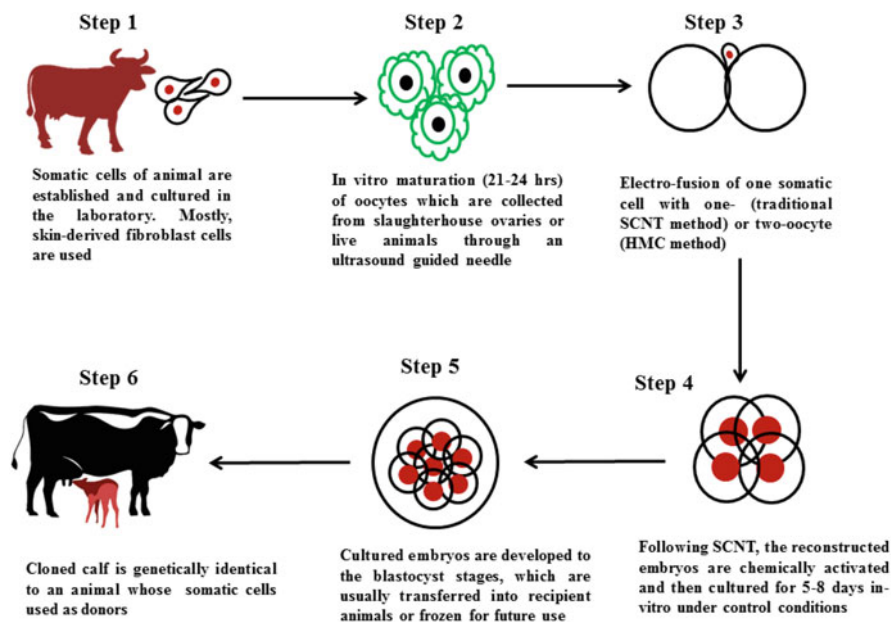 Step 1
Somatic cells of animal are
established and cultured in
the laboratory. Mostly,
skin-derived fibroblast cells
are used
Step 2
In vitro maturation (21-24 hrs)
of oocytes which are collected
from slaughterhouse ovaries or
live animals through an
ultrasound guided needle
Step 3
Electro-fusion of one somatic
cell with one- (traditional
SCNT method) or two-oocyte
(HMC method)
Step 4
Following SCNT, the reconstructed
embryos are chemically activated
and then cultured for 5-8 days in-
vitro under control conditions
Step 5
Cultured embryos are developed to
the blastocyst stages, which are
usually transferred into recipient
animals or frozen for future use
Step 6
Cloned calf is genetically identical
to an animal whose somatic cells
used as donors